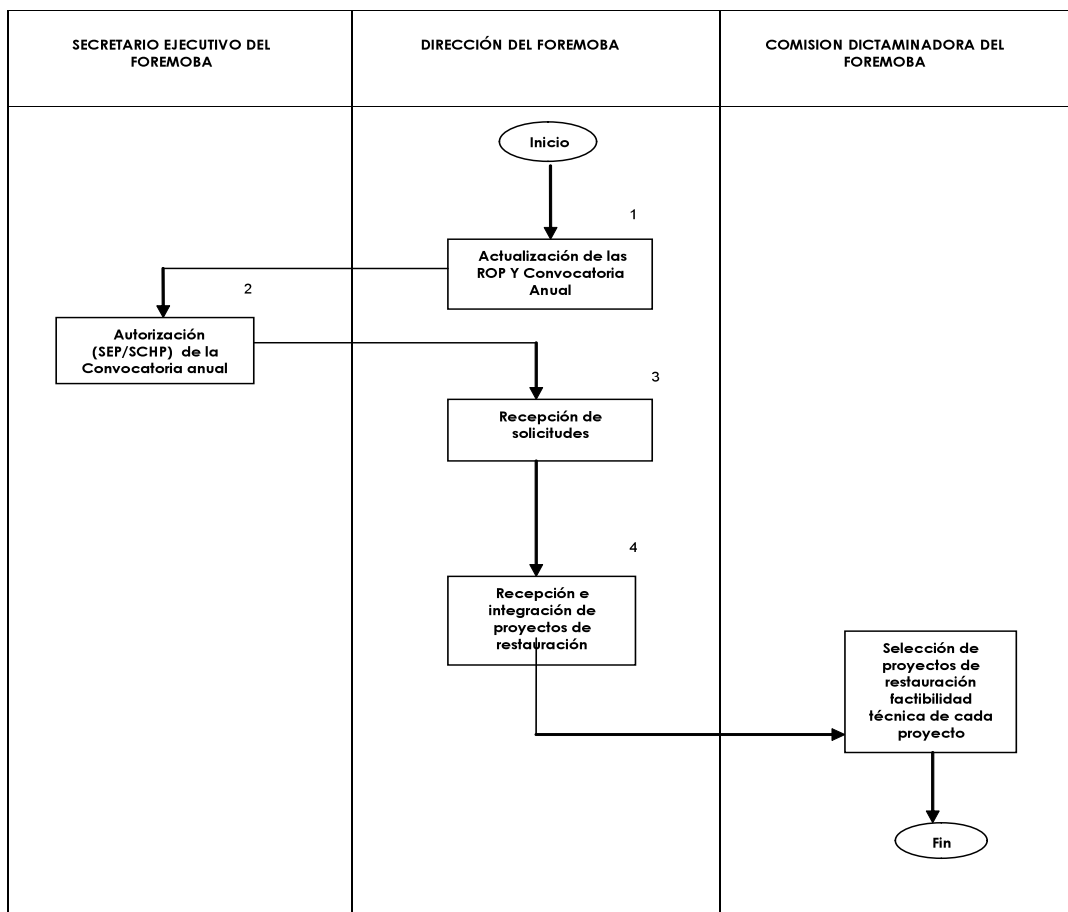 SECRETARIO EJECUTIVO DEL
FOREMOBA
DIRECCIÓN DEL FOREMOBA
COMISION DICTAMINADORA DEL
FOREMOBA
Inicio
1
Actualización de las
ROP Y Convocatoria
Anual
2
Autorización
(SEP/SCHP) de la
Convocatoria anual
3
Recepción de
solicitudes
4
Recepción e
integración de
proyectos de
restauración
Selección de
proyectos de
restauración
factibilidad
técnica de cada
proyecto
Fin